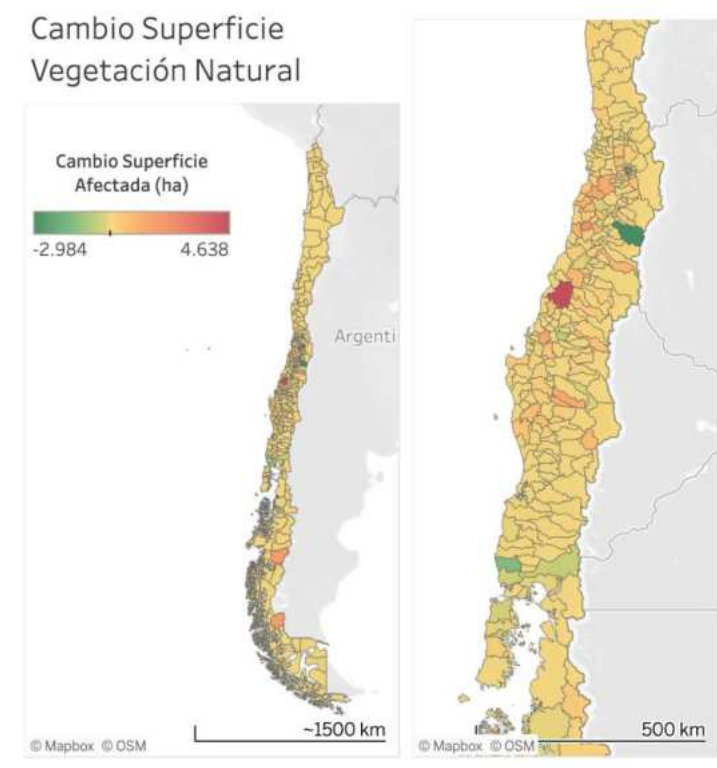 Cambio Superficie
Vegetación Natural
Cambio Superficie
Afectada (ha)
-2.984 4.638
Argenti
~1500 km
© Mapbox © OSM
500 km
© Mapbox © OSM